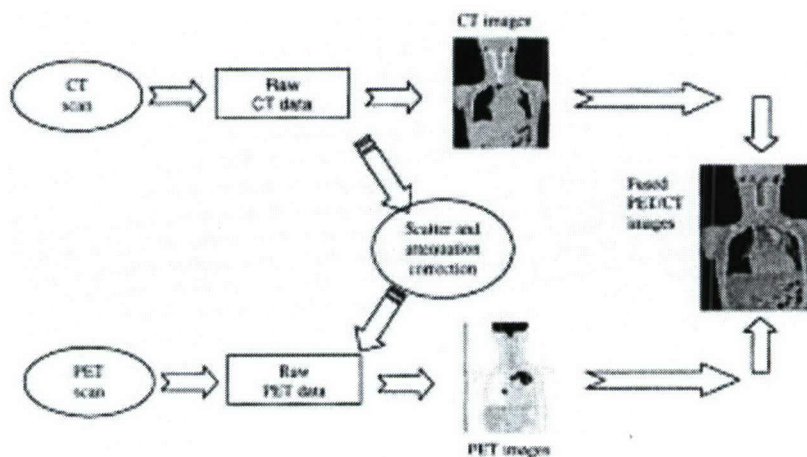 CT images
CT
scan
Raw
CT data
Fused
PET/CT
images
Scatter and
attenuation
correction
PET
scan
Raw
PET data
PET images